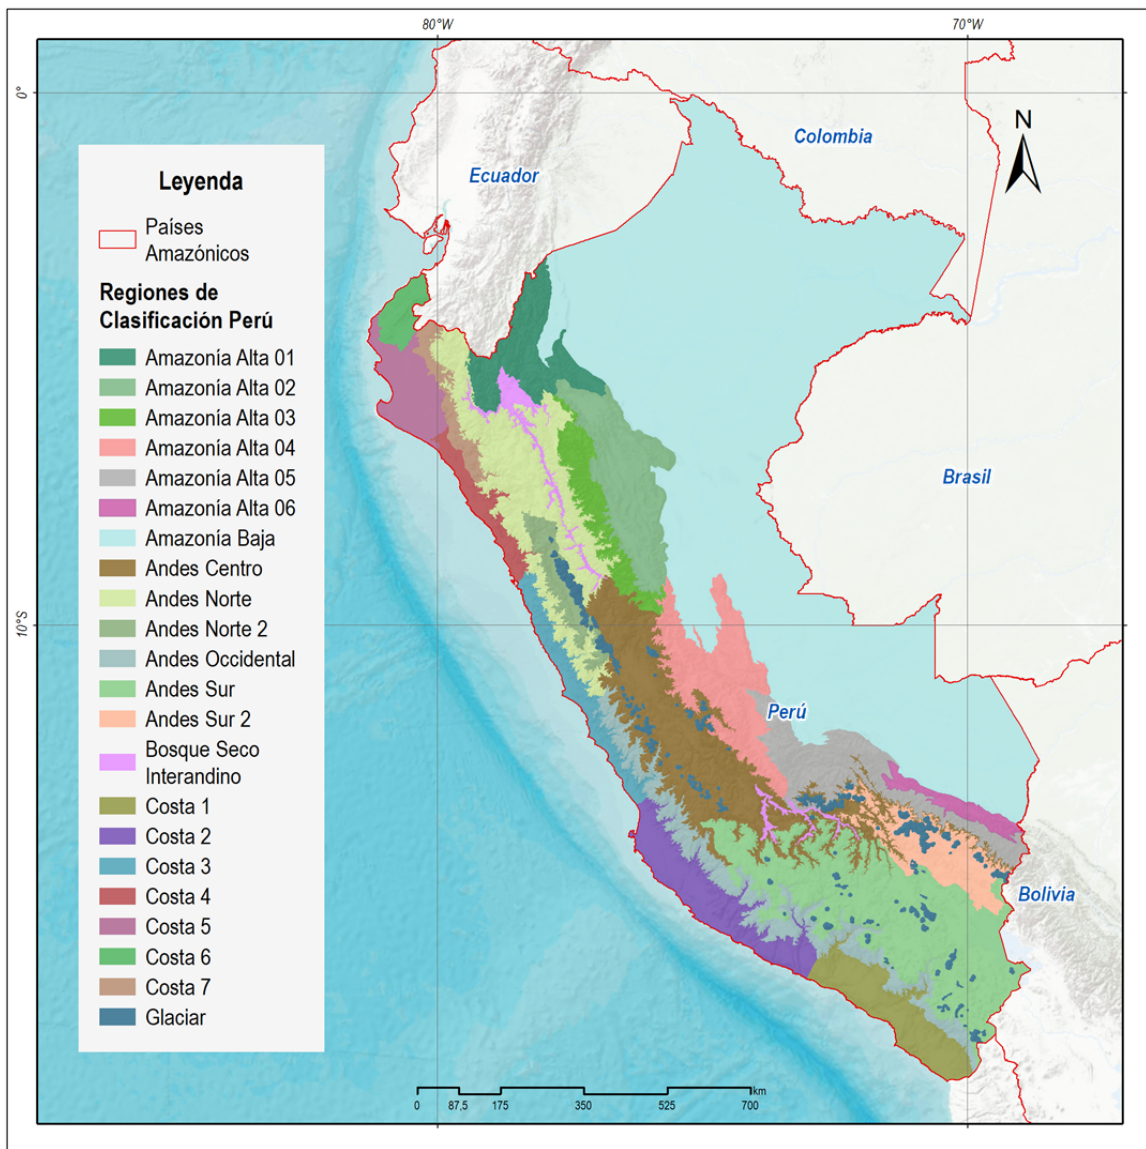 80°W
70°W
0°
10°S
N
Colombia
Ecuador
Brasil
Perú
Bolivia
Leyenda
Países
Amazónicos
Regiones de
Clasificación Perú
Amazonía Alta 01
Amazonía Alta 02
Amazonía Alta 03
Amazonía Alta 04
Amazonía Alta 05
Amazonía Alta 06
Amazonía Baja
Andes Centro
Andes Norte
Andes Norte 2
Andes Occidental
Andes Sur
Andes Sur 2
Bosque Seco
Interandino
Costa 1
Costa 2
Costa 3
Costa 4
Costa 5
Costa 6
Costa 7
Glaciar
km
0 87,5 175 350 525 700